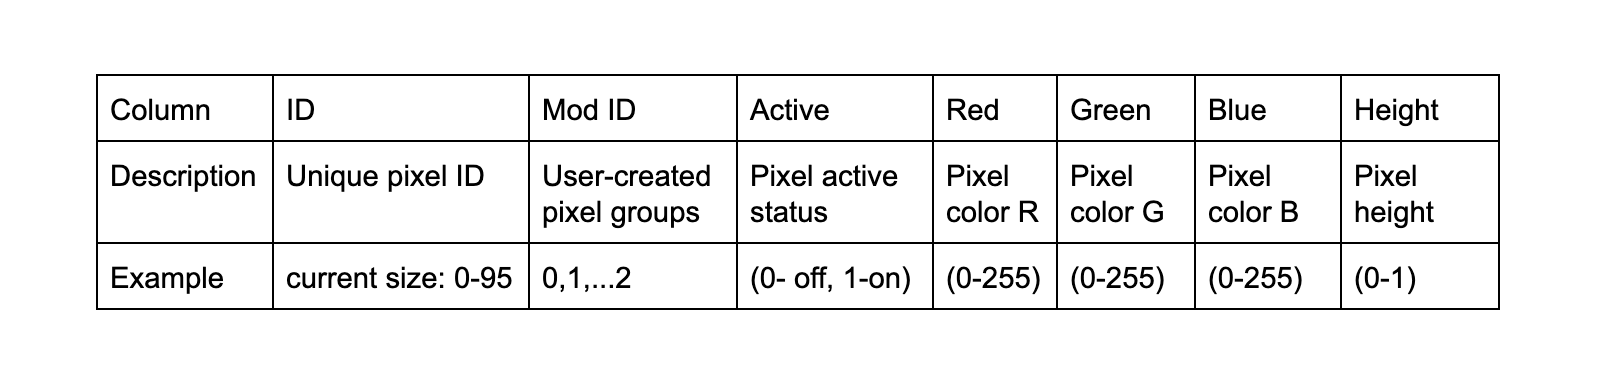 Column ID Mod ID Active Red Green Blue Height
Description Unique pixel ID User-created pixel groups Pixel active status Pixel color R Pixel color G Pixel color B Pixel height
Example current size: 0-95 0,1,...2 (0- off, 1-on) (0-255) (0-255) (0-255) (0-1)